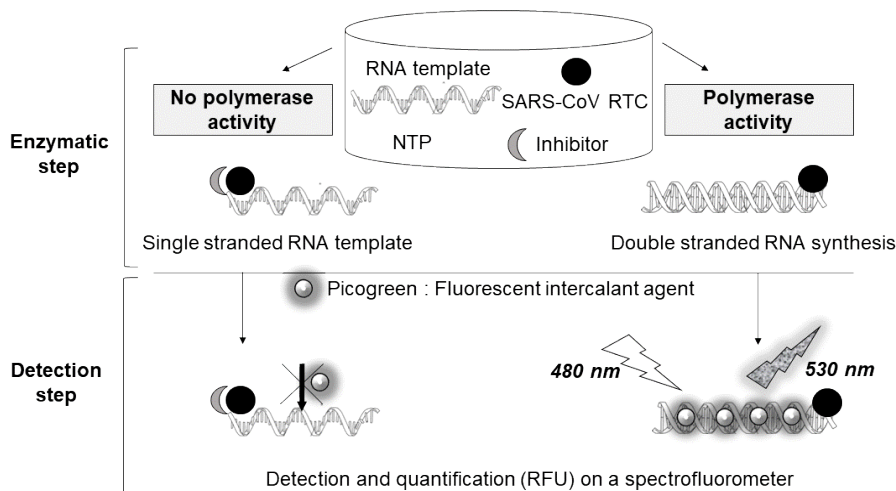 RNA template
No polymerase
activity
SARS-CoV RTC
Polymerase
activity
NTP
Inhibitor
Enzymatic
step
Single stranded RNA template
Double stranded RNA synthesis
Picogreen : Fluorescent intercalant agent
Detection
step
480 nm
530 nm
Detection and quantification (RFU) on a spectrofluorometer